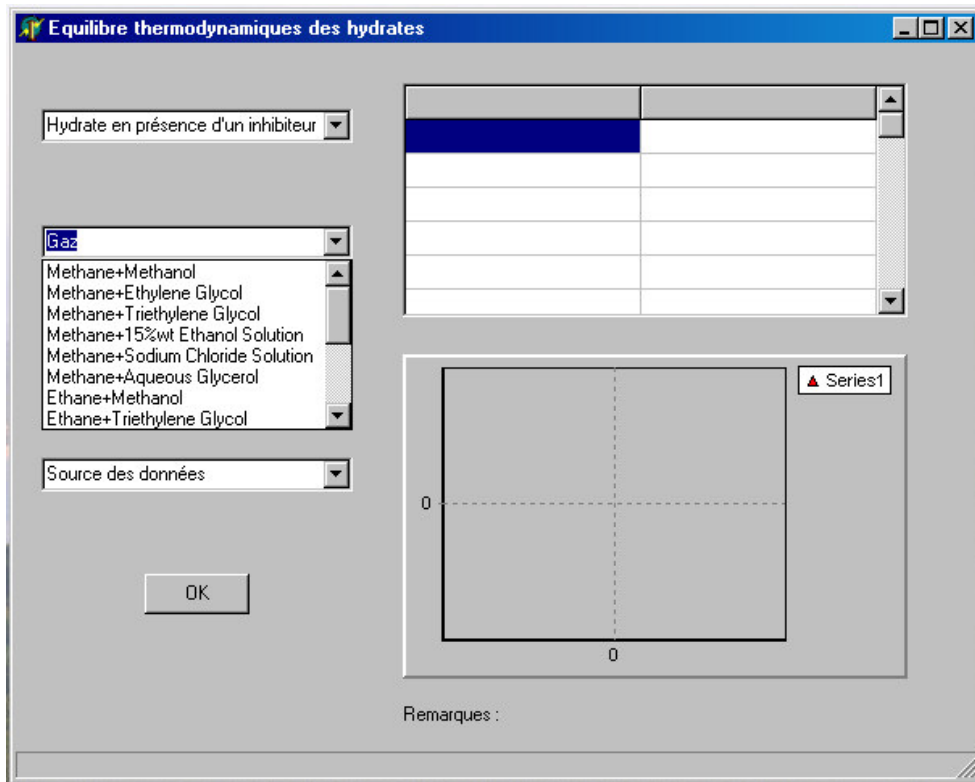 Equilibre thermodynamiques des hydrates
Hydrate en présence d'un inhibiteur
Gaz
Methane+Methanol
Methane+Ethylene Glycol
Methane+Triethylene Glycol
Methane+15%wt Ethanol Solution
Methane+Sodium Chloride Solution
Methane+Aqueous Glycerol
Ethane+Methanol
Ethane+Triethylene Glycol
Source des données
OK
Series1
0
0
Remarques :